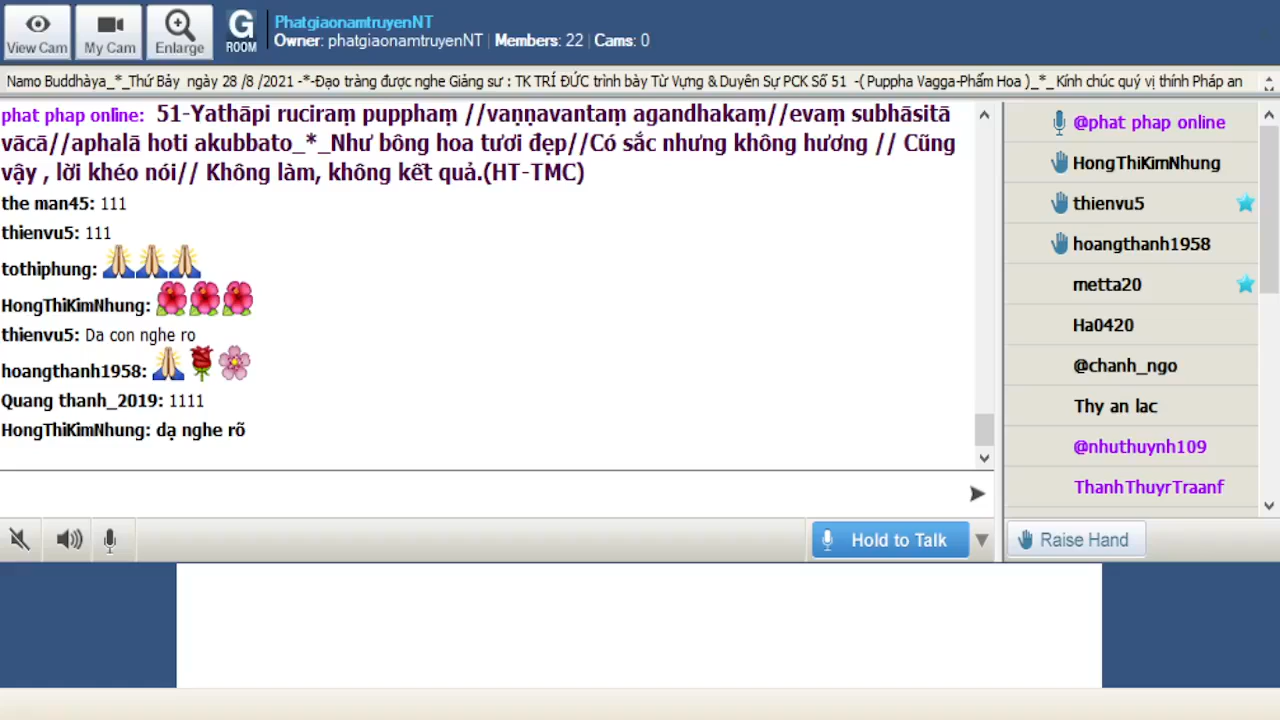 View Cam
My Cam
Enlarge
G
ROOM
PhatgiaonamtruyenNT
Owner: phatgiaonamtruyenNT | Members: 22 | Cams: 0
Namo Buddhàya_*_Thứ Bảy ngày 28 /8 /2021 -*-Đạo tràng được nghe Giảng sư : TK TRÍ ĐỨC trình bày Từ Vựng & Duyên Sự PCK Số 51 -( Puppha Vagga-Phẩm Hoa )_*_ Kính chúc quý vị thính Pháp an
phat phap online: 51-Yathāpi ruciraṃ pupphaṃ //vaṇṇavantaṃ agandhakaṃ//evaṃ subhāsitā
vācā//aphalā hoti akubbato_*_Như bông hoa tươi đẹp//Có sắc nhưng không hương // Cũng
vậy , lời khéo nói// Không làm, không kết quả.(HT-TMC)
the man45: 111
thienvu5: 111
tothiphung:
HongThiKimNhung:
thienvu5: Da con nghe ro
hoangthanh1958:
Quang thanh_2019: 1111
HongThiKimNhung: dạ nghe rõ
@phat phap online
HongThiKimNhung
thienvu5
hoangthanh1958
metta20
Ha0420
@chanh_ngo
Thy an lac
@nhuthuynh109
ThanhThuyrTraanf
Hold to Talk
Raise Hand